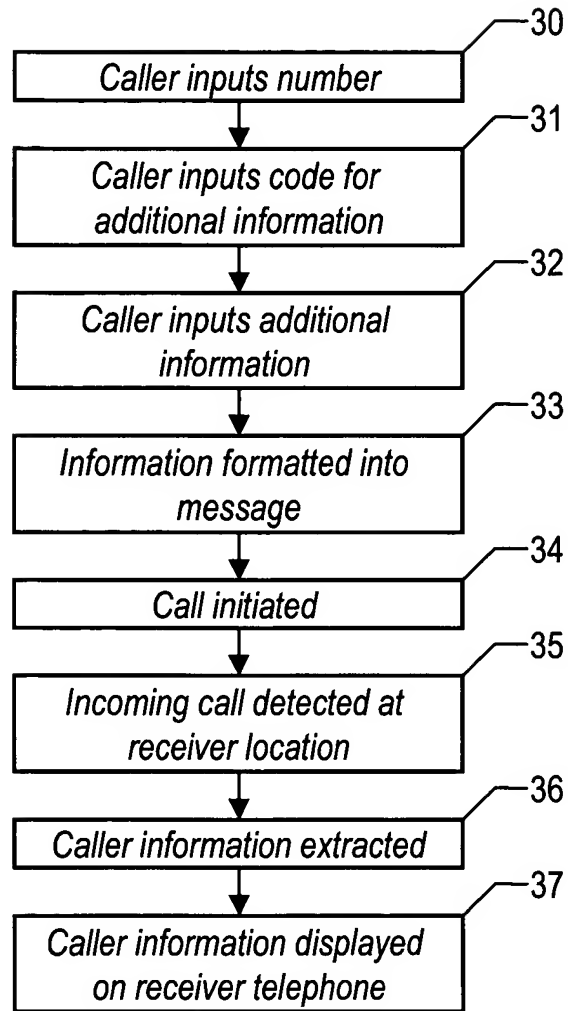 30
Caller inputs number
31
Caller inputs code for
additional information
32
Caller inputs additional
information
33
Information formatted into
message
34
Call initiated
35
Incoming call detected at
receiver location
36
Caller information extracted
37
Caller information displayed
on receiver telephone